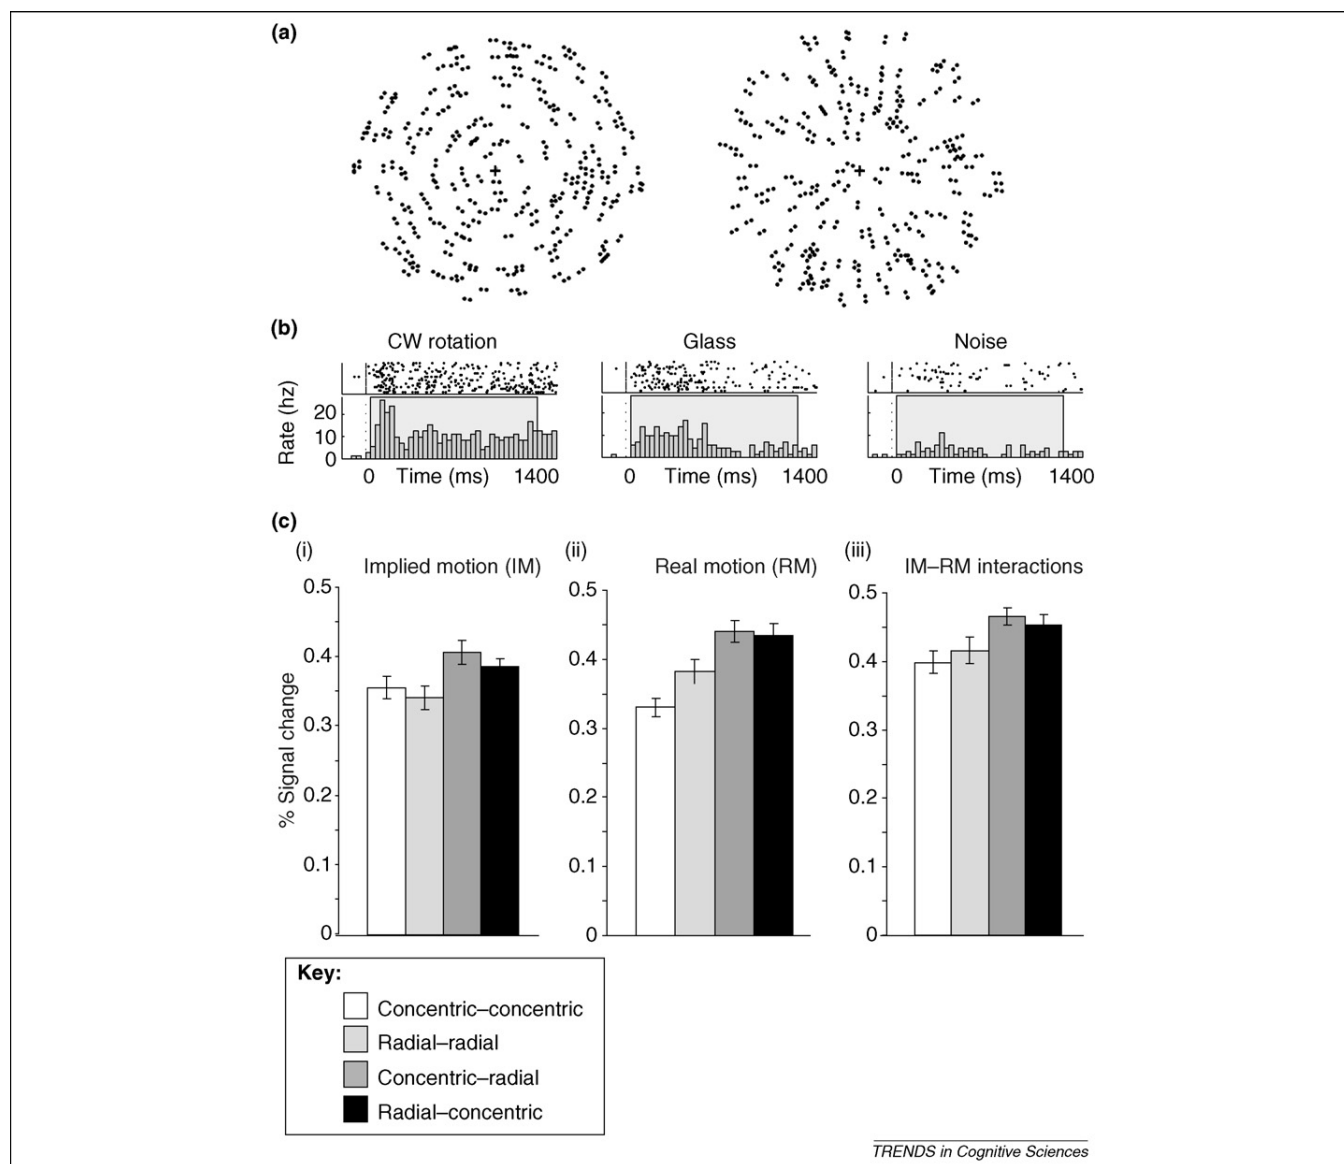 (a)
(b)
CW rotation Glass Noise
Rate (hz)
20
10
0
0 Time (ms) 1400 0 Time (ms) 1400 0 Time (ms) 1400
(c)
(i) (ii) (iii)
Implied motion (IM) Real motion (RM) IM–RM interactions
% Signal change
0.5 0.5 0.5
0.4 0.4 0.4
0.3 0.3 0.3
0.2 0.2 0.2
0.1 0.1 0.1
0 0 0
Key:
Concentric–concentric
Radial–radial
Concentric–radial
Radial–concentric
TRENDS in Cognitive Sciences